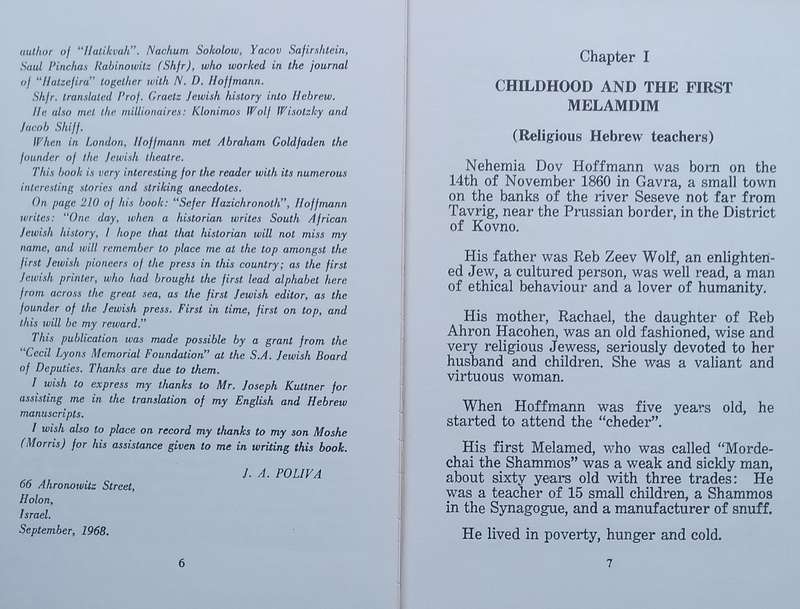 author of "Hatikvah". Nachum Sokolow, Yacov Safirshtein,
Saul Pinchas Rabinowitz (Shfr), who worked in the journal
of "Hatzefira" together with N. D. Hoffmann.
Shfr. translated Prof. Graetz Jewish history into Hebrew.
He also met the millionaires: Klonimos Wolf Wisotzky and
Jacob Shiff.
When in London, Hoffmann met Abraham Goldfaden the
founder of the Jewish theatre.
This book is very interesting for the reader with its numerous
interesting stories and striking anecdotes.
On page 210 of his book: "Sefer Hazichronoth", Hoffmann
writes: "One day, when a historian writes South African
Jewish history, I hope that that historian will not miss my
name, and will remember to place me at the top amongst the
first Jewish pioneers of the press in this country; as the first
Jewish printer, who had brought the first lead alphabet here
from across the great sea, as the first Jewish editor, as the
founder of the Jewish press. First in time, first on top, and
this will be my reward."
This publication was made possible by a grant from the
"Cecil Lyons Memorial Foundation" at the S.A. Jewish Board
of Deputies. Thanks are due to them.
I wish to express my thanks to Mr. Joseph Kuttner for
assisting me in the translation of my English and Hebrew
manuscripts.
I wish also to place on record my thanks to my son Moshe
(Morris) for his assistance given to me in writing this book.
J. A. POLIVA
66 Ahronowitz Street,
Holon,
Israel.
September, 1968.
6
Chapter I
CHILDHOOD AND THE FIRST
MELAMDIM
(Religious Hebrew teachers)
Nehemia Dov Hoffmann was born on the
14th of November 1860 in Gavra, a small town
on the banks of the river Seseve not far from
Tavrig, near the Prussian border, in the District
of Kovno.
His father was Reb Zeev Wolf, an enlighten-
ed Jew, a cultured person, was well read, a man
of ethical behaviour and a lover of humanity.
His mother, Rachael, the daughter of Reb
Ahron Hacohen, was an old fashioned, wise and
very religious Jewess, seriously devoted to her
husband and children. She was a valiant and
virtuous woman.
When Hoffmann was five years old, he
started to attend the "cheder".
His first Melamed, who was called "Morde-
chai the Shammos" was a weak and sickly man,
about sixty years old with three trades: He
was a teacher of 15 small children, a Shammos
in the Synagogue, and a manufacturer of snuff.
He lived in poverty, hunger and cold.
7